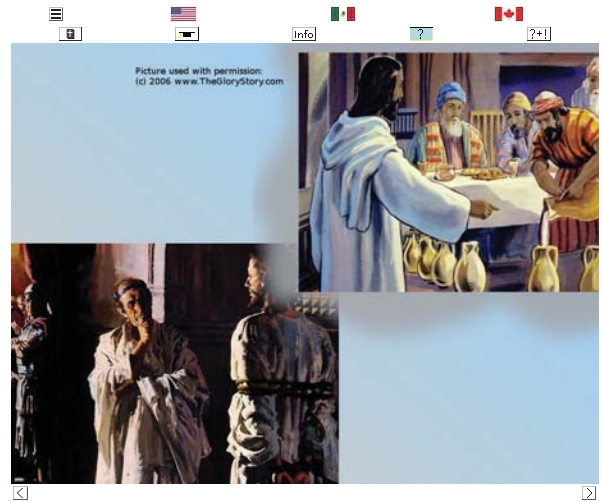 Info
?
?+!
Picture used with permission:
(c) 2006 www.TheGloryStory.com